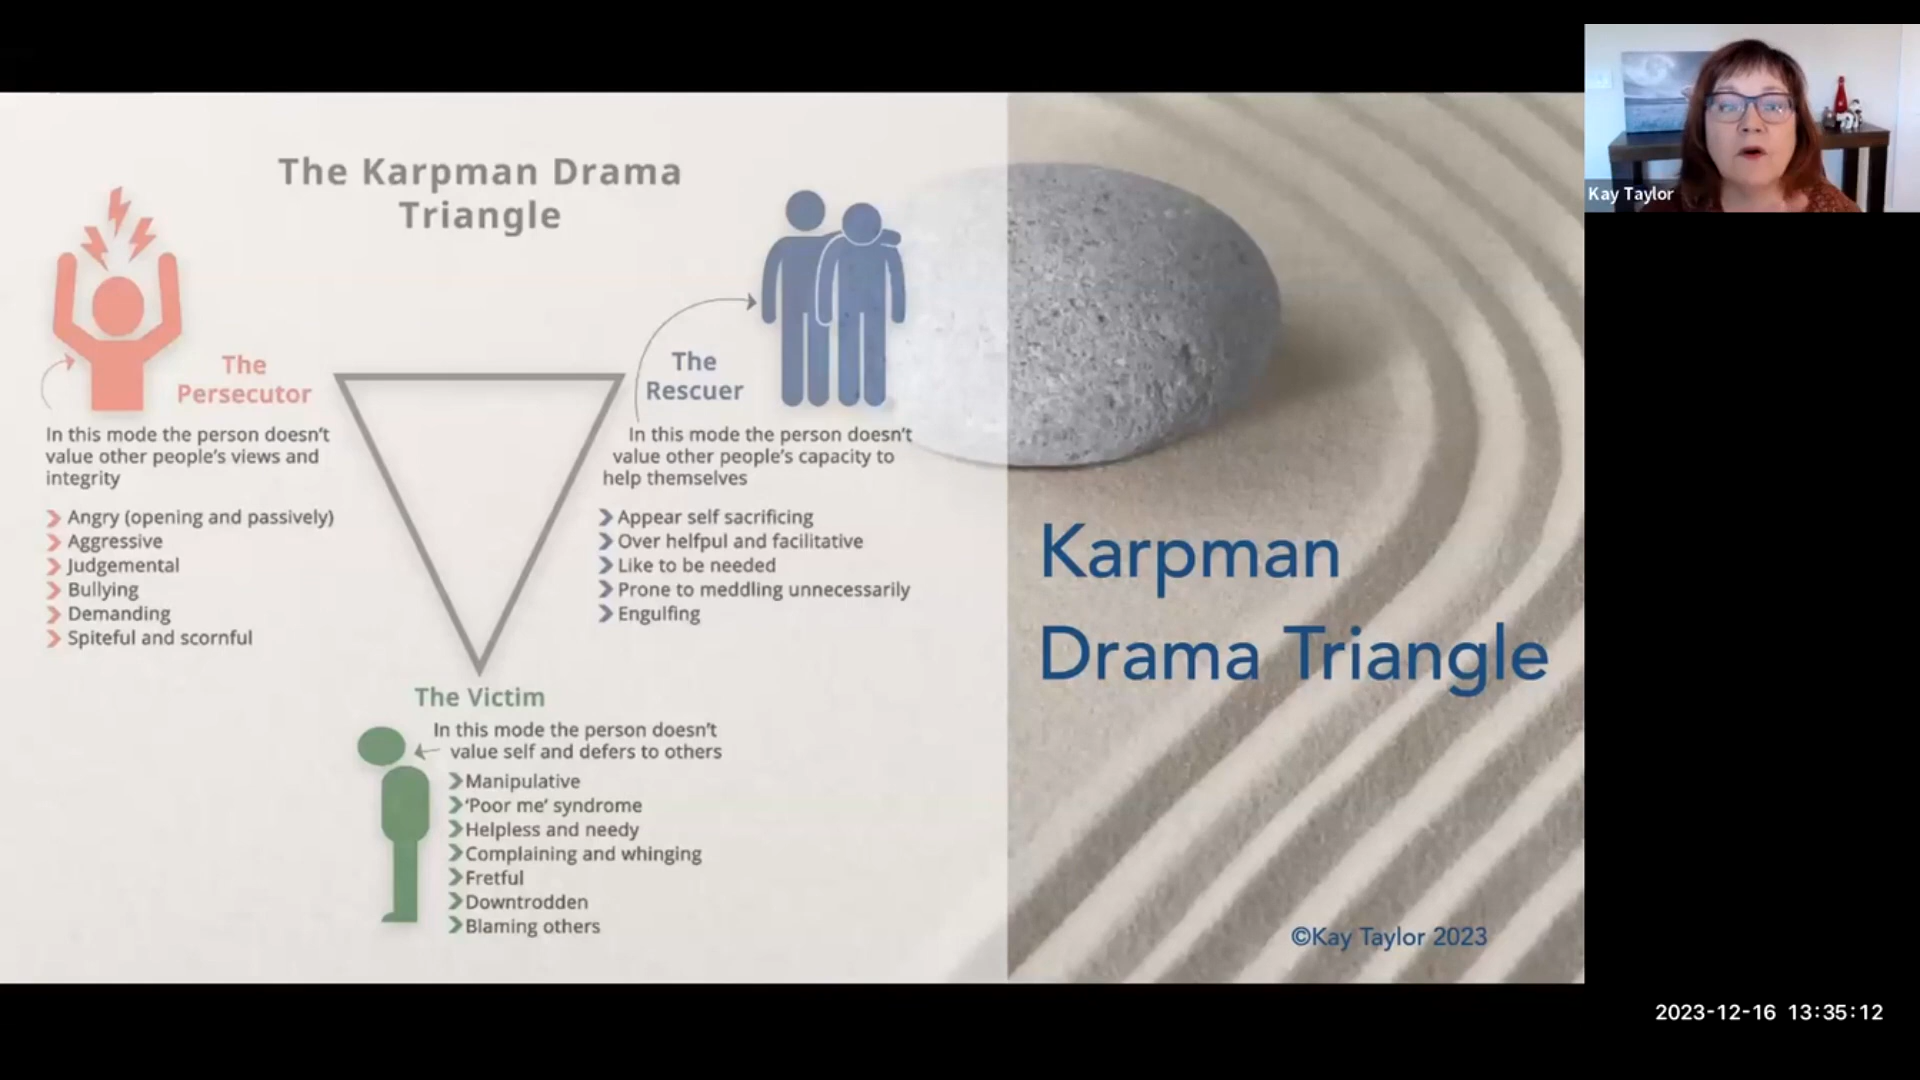 The Karpman Drama
Triangle
The
Persecutor
In this mode the person doesn't
value other people's views and
integrity
Angry (opening and passively)
Aggressive
Judgemental
Bullying
Demanding
Spiteful and scornful
The
Rescuer
In this mode the person doesn't
value other people's capacity to
help themselves
Appear self sacrificing
Over helfpul and facilitative
Like to be needed
Prone to meddling unnecessarily
Engulfing
The Victim
In this mode the person doesn't
value self and defers to others
Manipulative
'Poor me' syndrome
Helpless and needy
Complaining and whinging
Fretful
Downtrodden
Blaming others
Karpman
Drama Triangle
©Kay Taylor 2023
Kay Taylor
2023-12-16 13:35:12